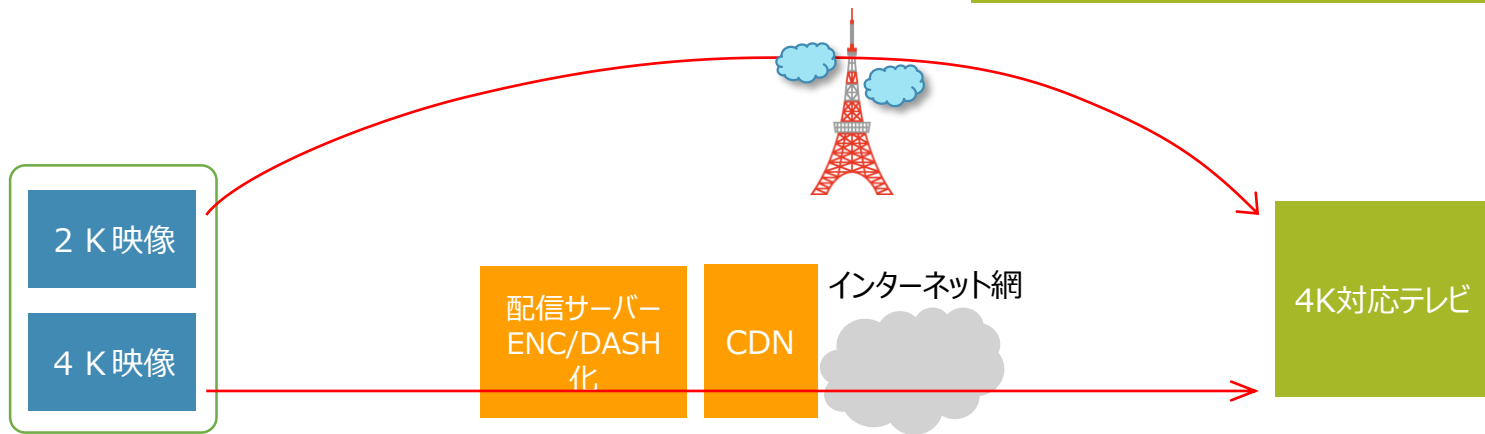 ２Ｋ映像
４Ｋ映像
配信サーバー
ENC/DASH
化
CDN
インターネット網
4K対応テレビ